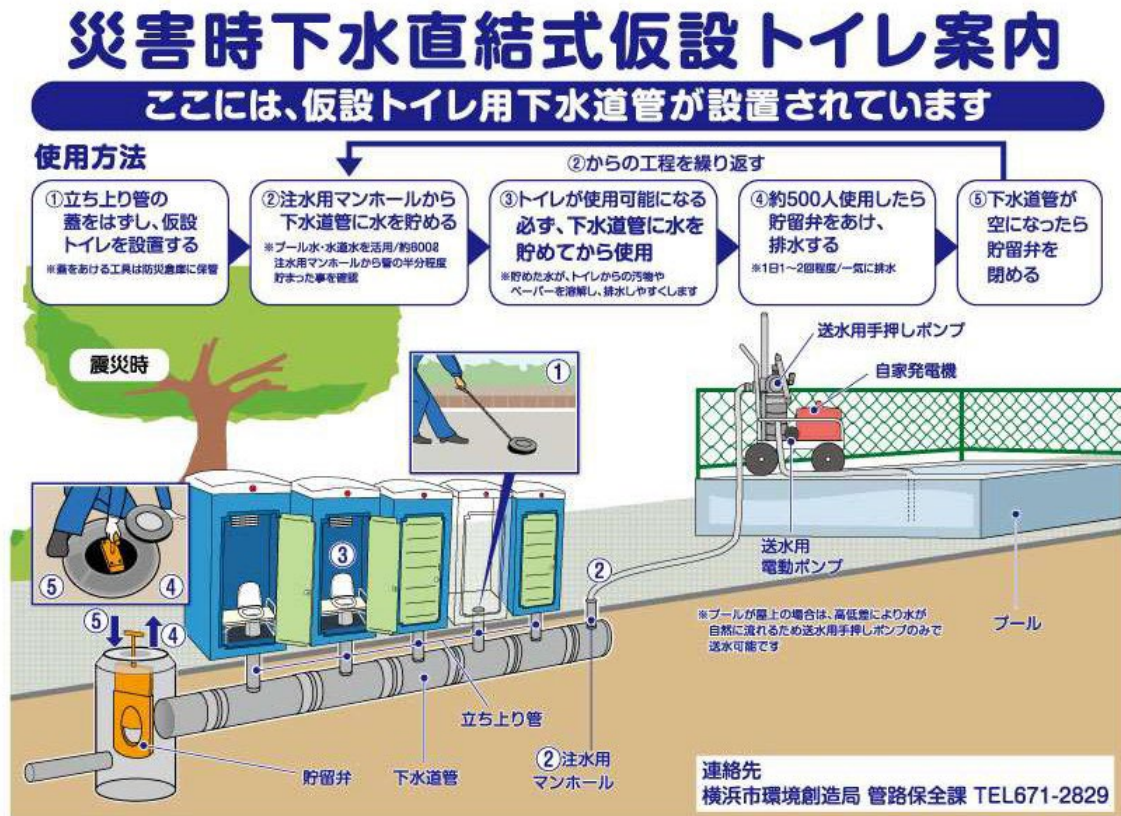 災害時下水直結式仮設トイレ案内
ここには、仮設トイレ用下水道管が設置されています
使用方法
②からの工程を繰り返す
①立ち上り管の
蓋をはずし、仮設
トイレを設置する
※蓋をあける工具は防災倉庫に保管
②注水用マンホールから
下水道管に水を貯める
※プール水・水道水を活用/約800ℓ
注水用マンホールから管の半分程度
貯まった事を確認
③トイレが使用可能になる
必ず、下水道管に水を
貯めてから使用
※貯めた水が、トイレからの汚物や
ペーパーを溶解し、排水しやすくします
④約500人使用したら
貯留弁をあけ、
排水する
※1日1～2回程度/一気に排水
⑤下水道管が
空になったら
貯留弁を
閉める
震災時
①
送水用手押しポンプ
自家発電機
⑤
④
③
②
送水用
電動ポンプ
⑤
④
※プールが屋上の場合は、高低差により水が
自然に流れるため送水用手押しポンプのみで
送水可能です
プール
立ち上り管
貯留弁
下水道管
②注水用
マンホール
連絡先
横浜市環境創造局 管路保全課 TEL671-2829